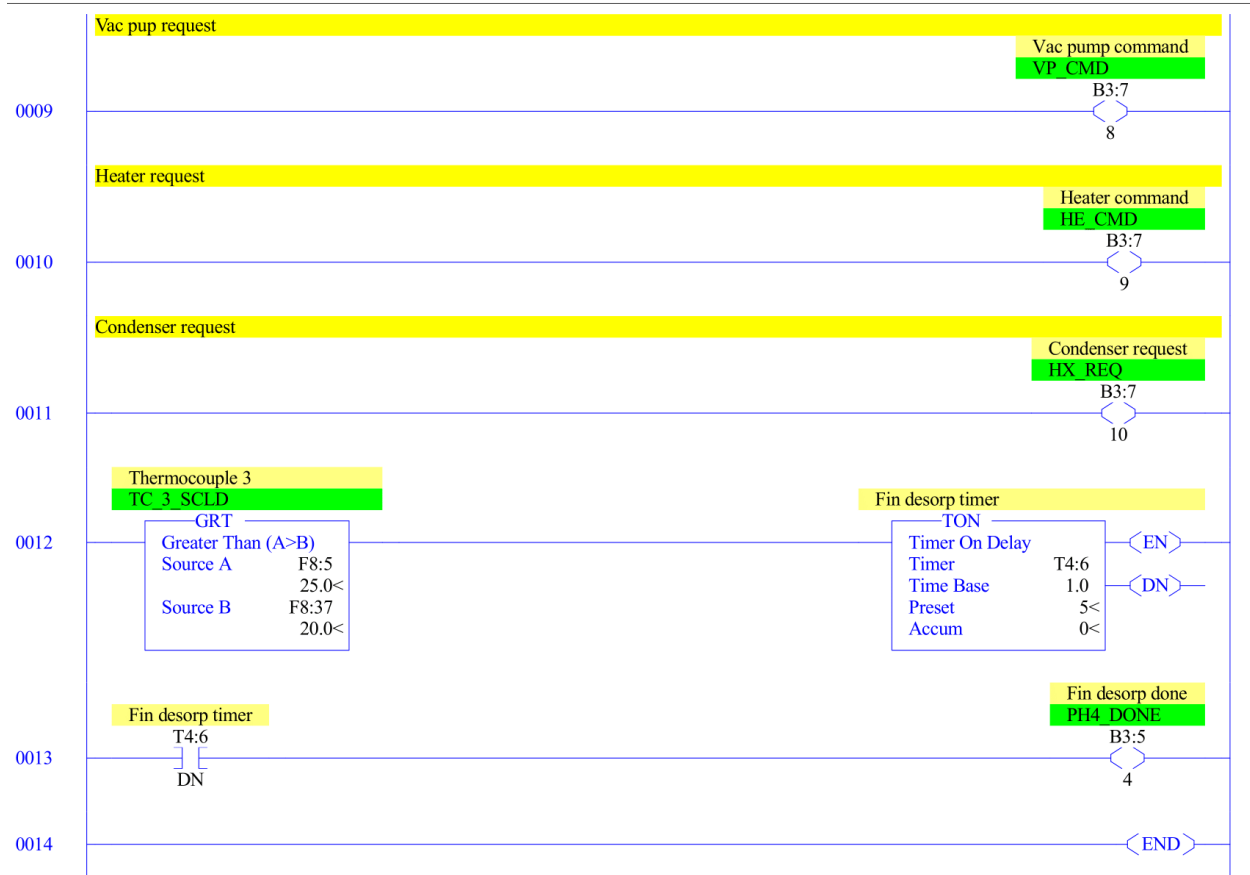 Vac pup request
Vac pump command
VP_CMD
B3:7
0009
8
Heater request
Heater command
HE_CMD
B3:7
0010
9
Condenser request
Condenser request
HX_REQ
B3:7
0011
10
Thermocouple 3
TC_3_SCLD
Fin desorp timer
GRT
TON
0012
Greater Than (A>B)
Timer On Delay
EN
Source A F8:5
Timer T4:6
25.0<
Time Base 1.0
DN
Source B F8:37
Preset 5<
20.0<
Accum 0<
Fin desorp done
Fin desorp timer
PH4_DONE
T4:6
B3:5
0013
DN
4
0014
END